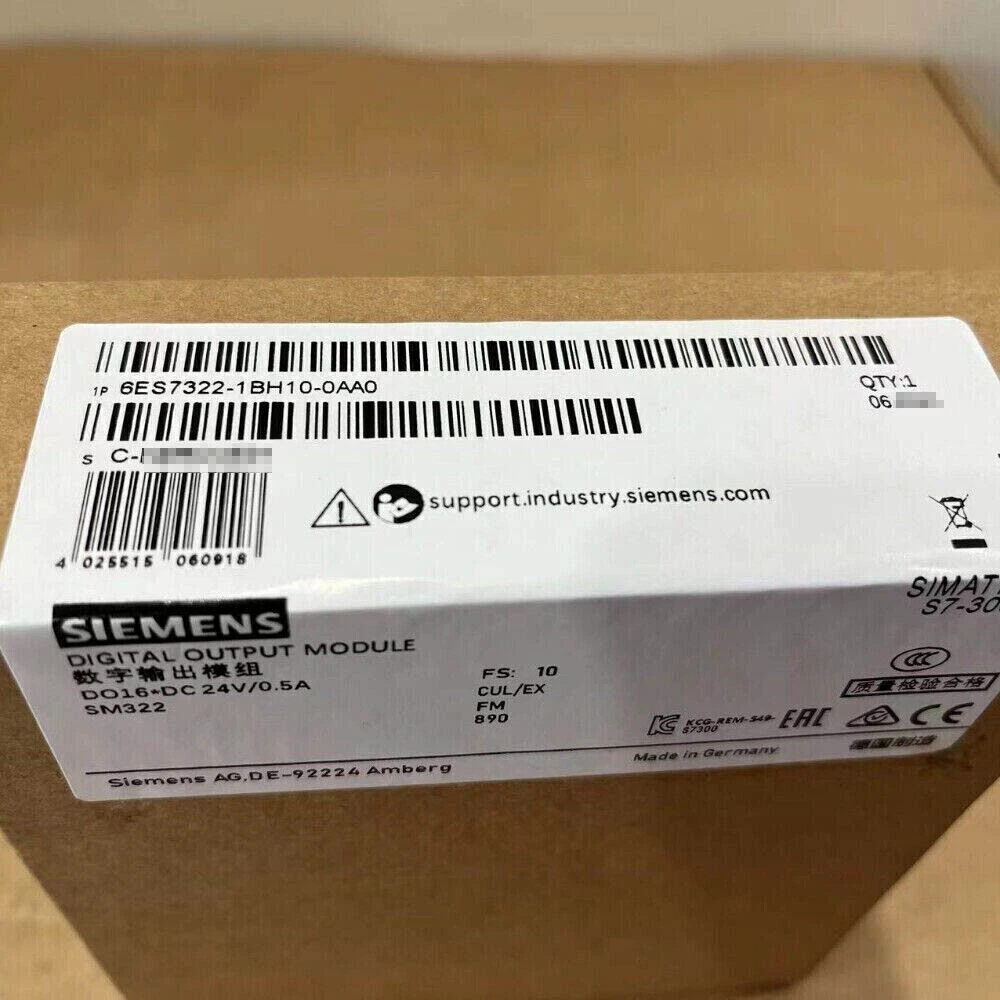 1P 6ES7322-1BH10-0AA0
QTY:1
06
S C-
support.industry.siemens.com
4 025515 060918
SIMATI
S7-300
SIEMENS
DIGITAL OUTPUT MODULE
数字输出模组
DO16*DC 24V/0.5A
SM322
FS: 10
CUL/EX
FM
890
CCC
质量检验合格
KCG-REM-S49-
S7300
EAC
CE
Made in Germany
德国制造
Siemens AG,DE-92224 Amberg